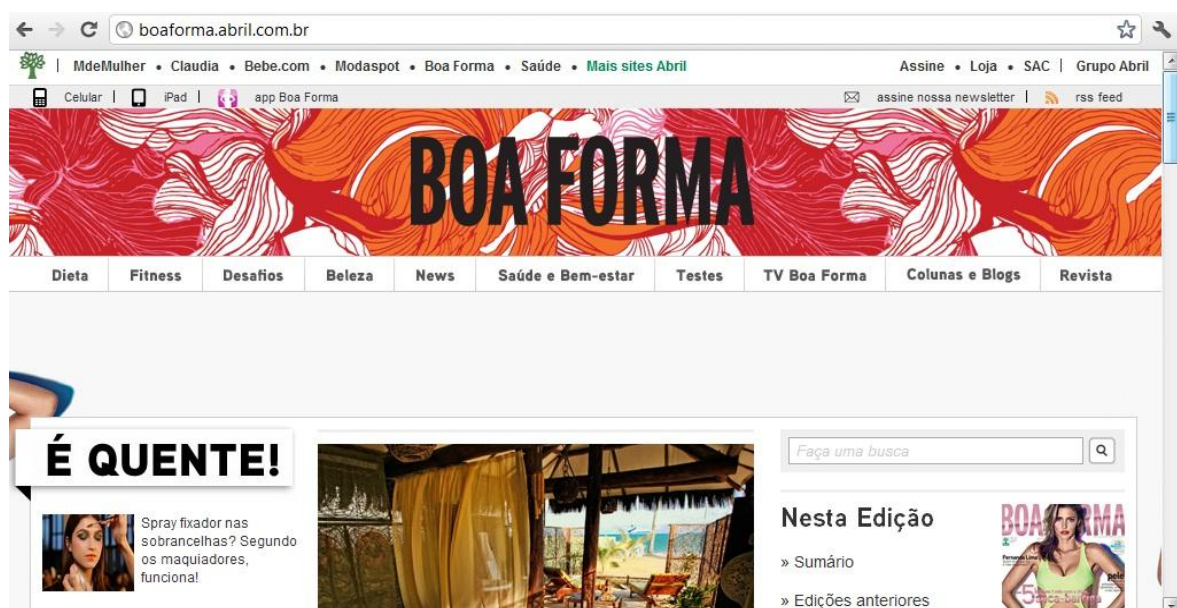 boaforma.abril.com.br
MdeMulher • Claudia • Bebe.com • Modaspot • Boa Forma • Saúde • Mais sites Abril Assine • Loja • SAC | Grupo Abril
Celular | iPad | app Boa Forma assine nossa newsletter | rss feed
BOA FORMA
Dieta Fitness Desafios Beleza News Saúde e Bem-estar Testes TV Boa Forma Colunas e Blogs Revista
É QUENTE!
Spray fixador nas
sobrancelhas? Segundo
os maquiadores,
funciona!
Faça uma busca
Nesta Edição
» Sumário
» Edições anteriores
BOA FORMA